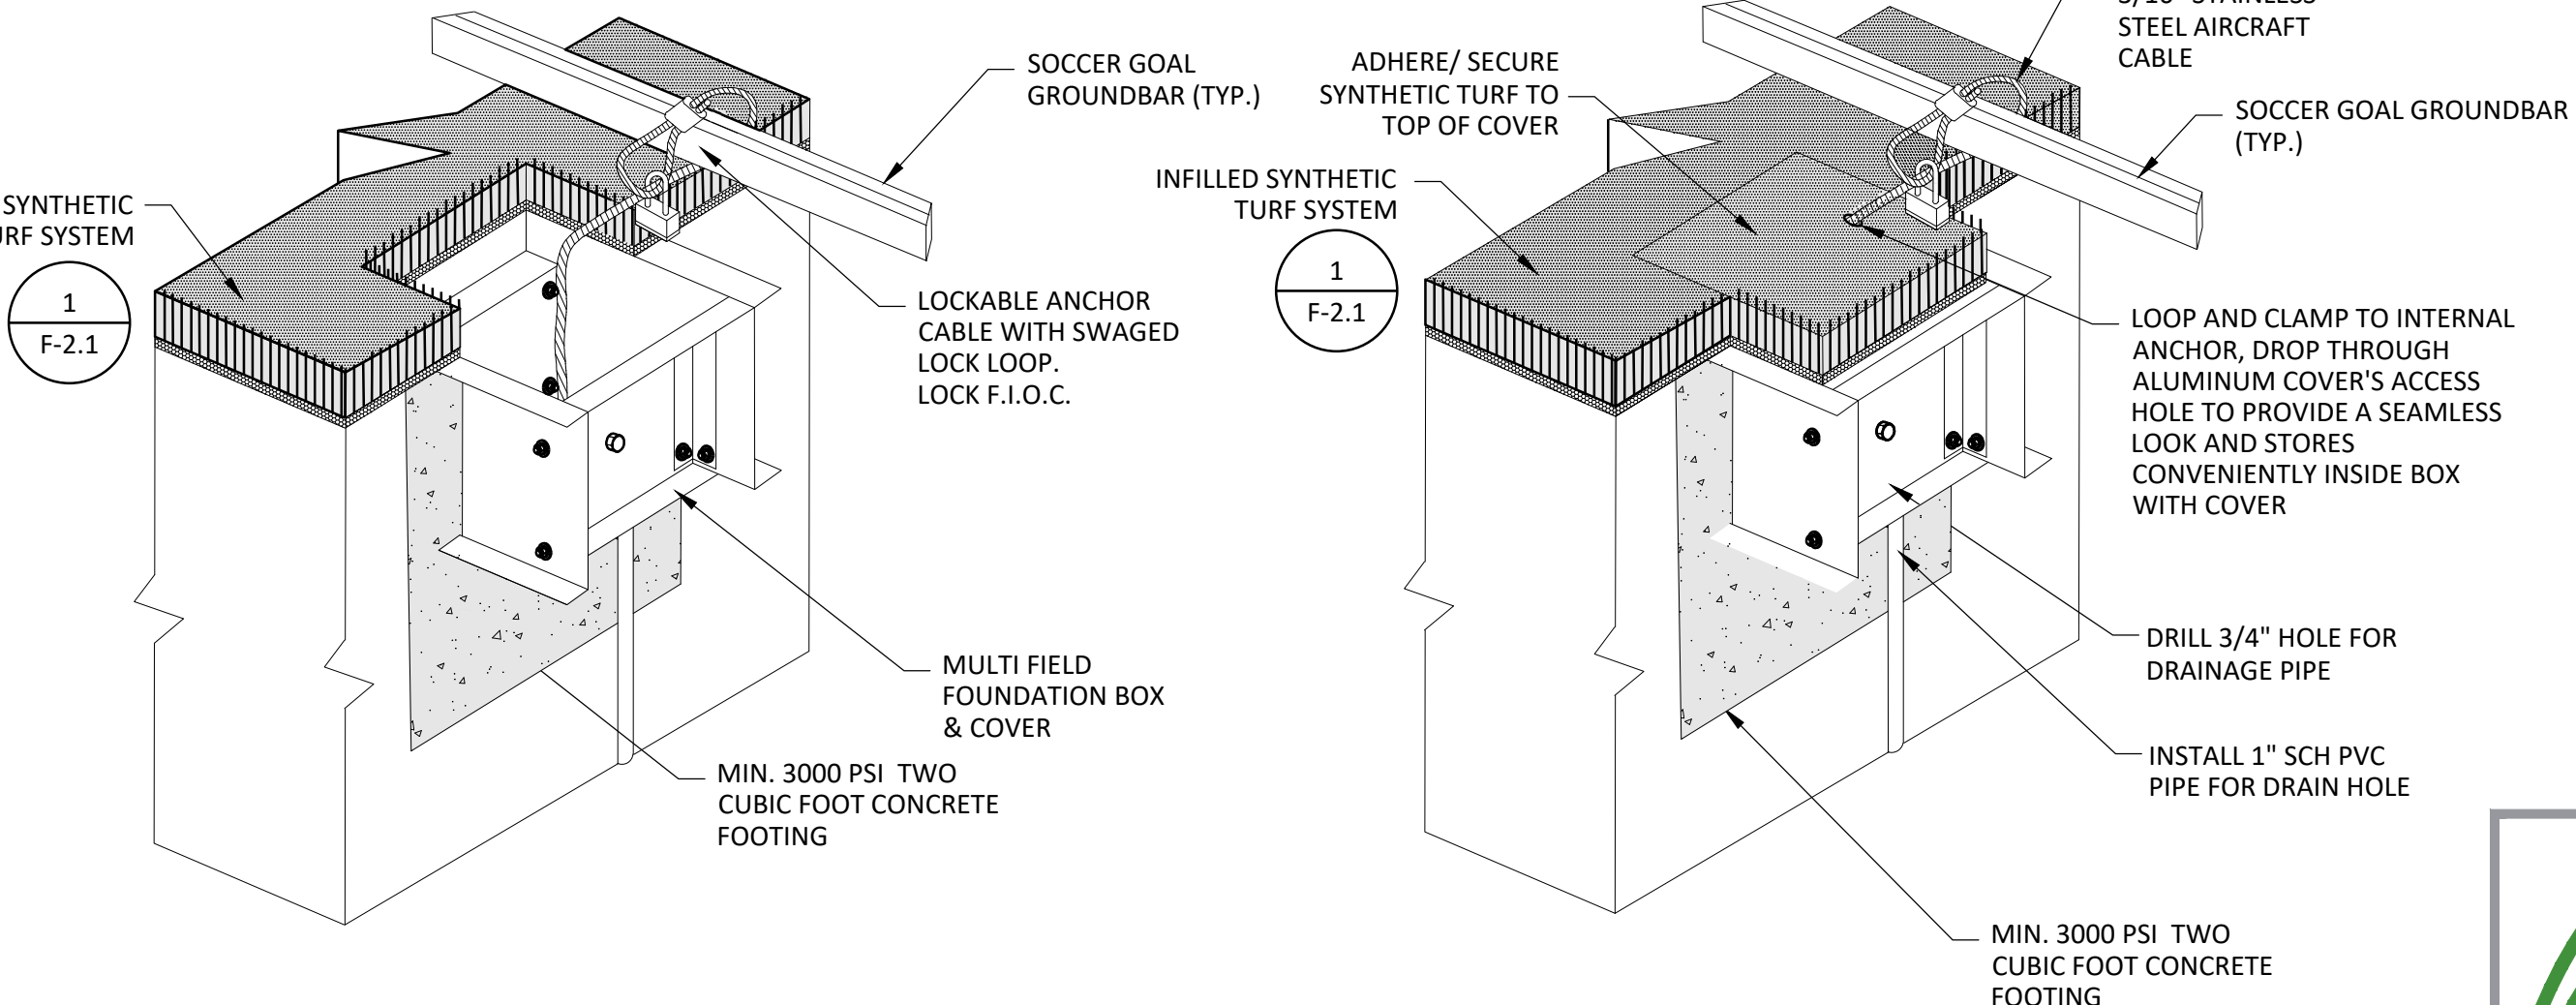 SOCCER GOAL
GROUNDBAR (TYP.)
SYNTHETIC
SYSTEM
1
F-2.1
LOCKABLE ANCHOR
CABLE WITH SWAGED
LOCK LOOP.
LOCK F.I.O.C.
MULTI FIELD
FOUNDATION BOX
& COVER
MIN. 3000 PSI TWO
CUBIC FOOT CONCRETE
FOOTING
STAINLESS
STEEL AIRCRAFT
CABLE
ADHERE/ SECURE
SYNTHETIC TURF TO
TOP OF COVER
SOCCER GOAL GROUNDBAR
(TYP.)
INFILLED SYNTHETIC
TURF SYSTEM
1
F-2.1
LOOP AND CLAMP TO INTERNAL
ANCHOR, DROP THROUGH
ALUMINUM COVER'S ACCESS
HOLE TO PROVIDE A SEAMLESS
LOOK AND STORES
CONVENIENTLY INSIDE BOX
WITH COVER
DRILL 3/4" HOLE FOR
DRAINAGE PIPE
INSTALL 1" SCH PVC
PIPE FOR DRAIN HOLE
MIN. 3000 PSI TWO
CUBIC FOOT CONCRETE
FOOTING